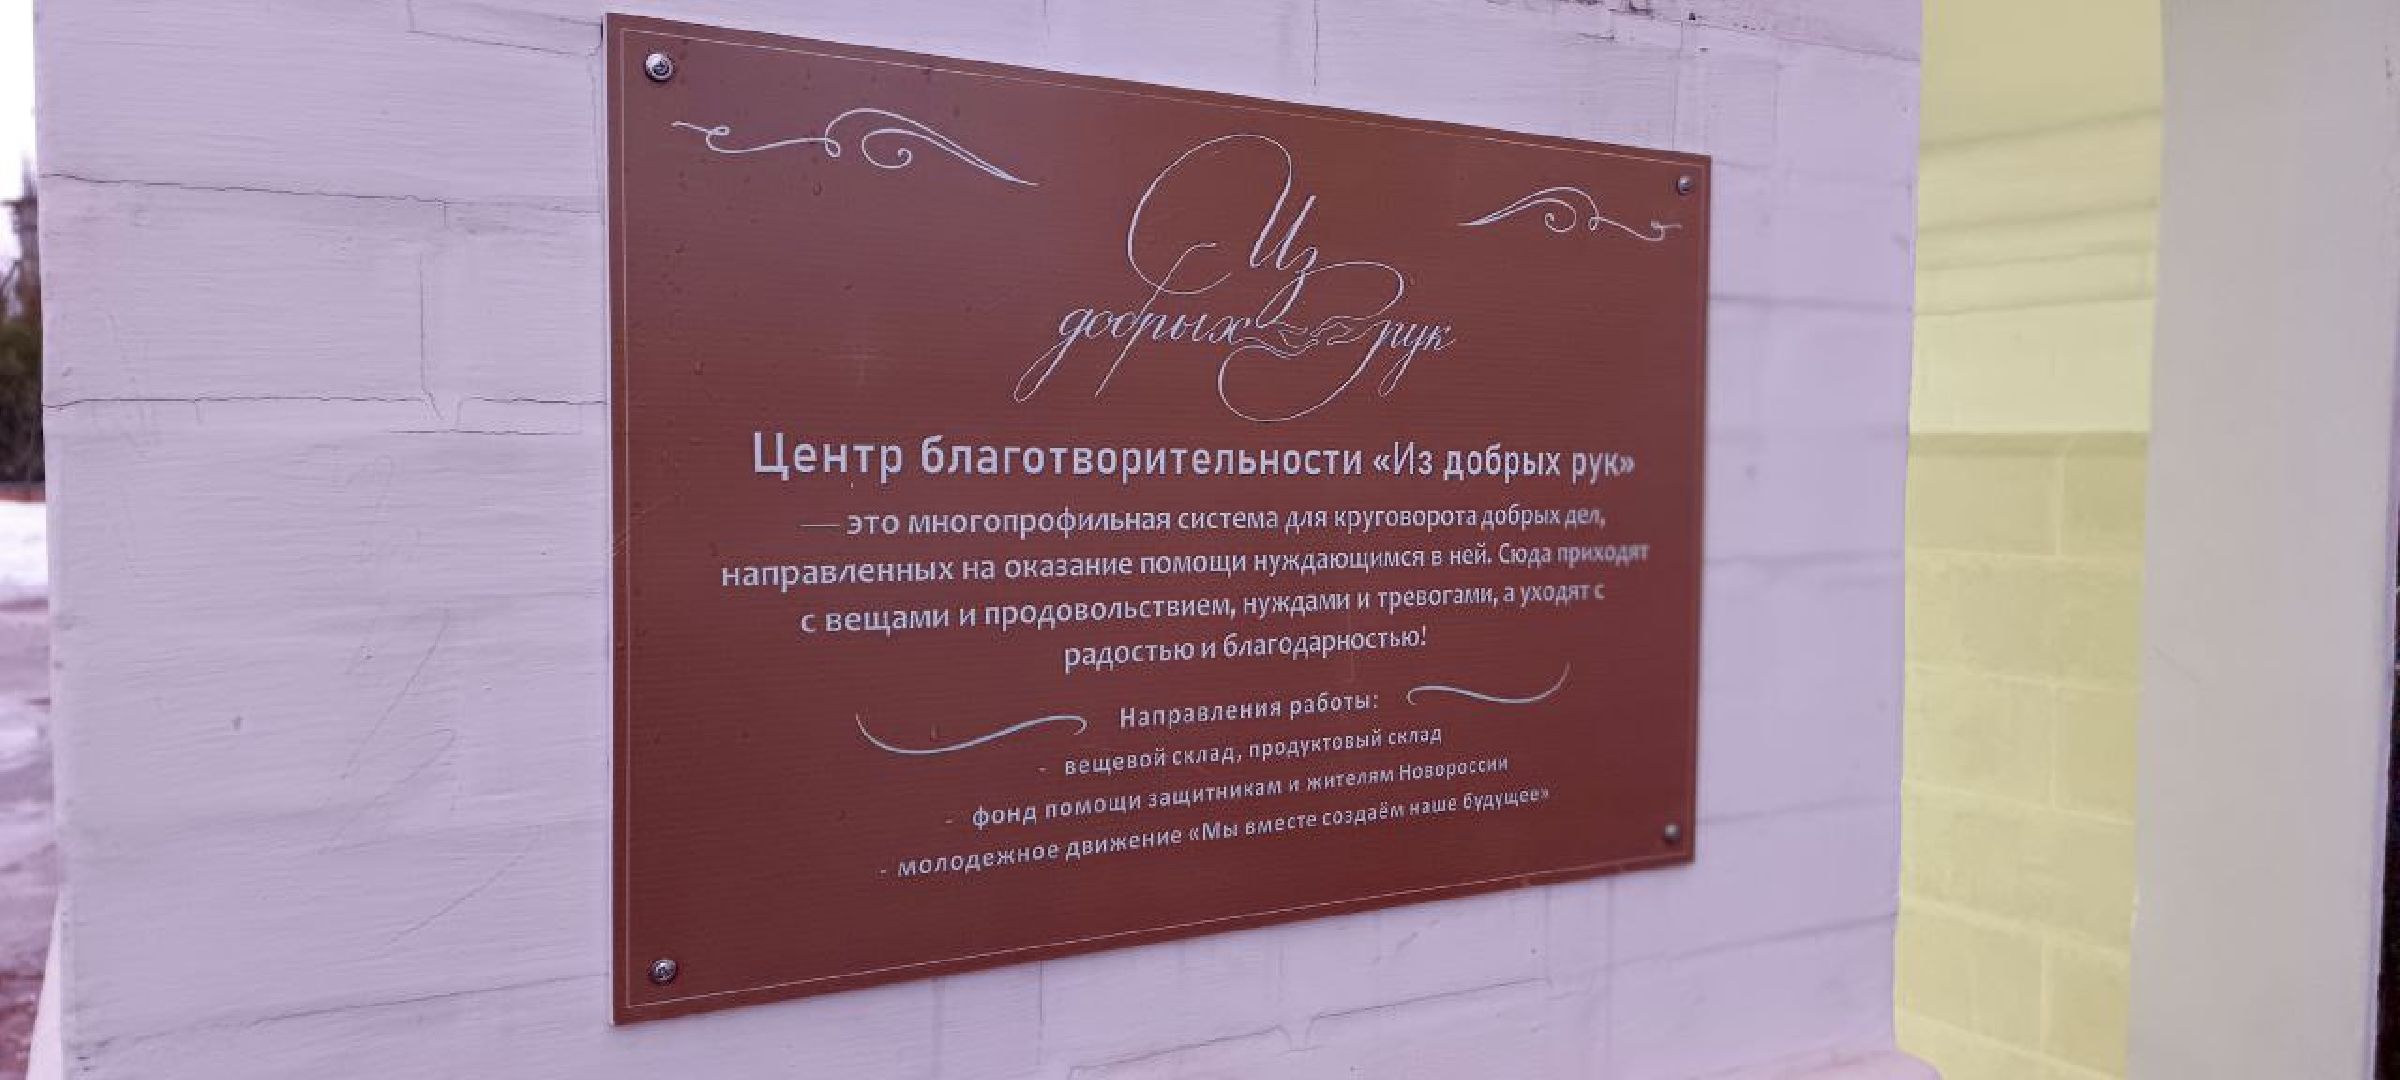 Из
добрых рук
Центр благотворительности «Из добрых рук»
— это многопрофильная система для круговорота добрых дел,
направленных на оказание помощи нуждающимся в ней. Сюда приходят
с вещами и продовольствием, нуждами и тревогами, а уходят с
радостью и благодарностью!
Направления работы:
- вещевой склад, продуктовый склад
- фонд помощи защитникам и жителям Новороссии
- молодежное движение «Мы вместе создаём наше будущее»